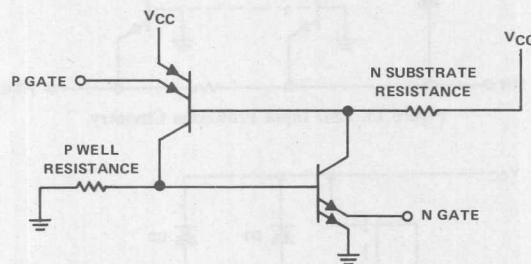 VCC
VCC
P GATE
N SUBSTRATE
RESISTANCE
P WELL
RESISTANCE
N GATE